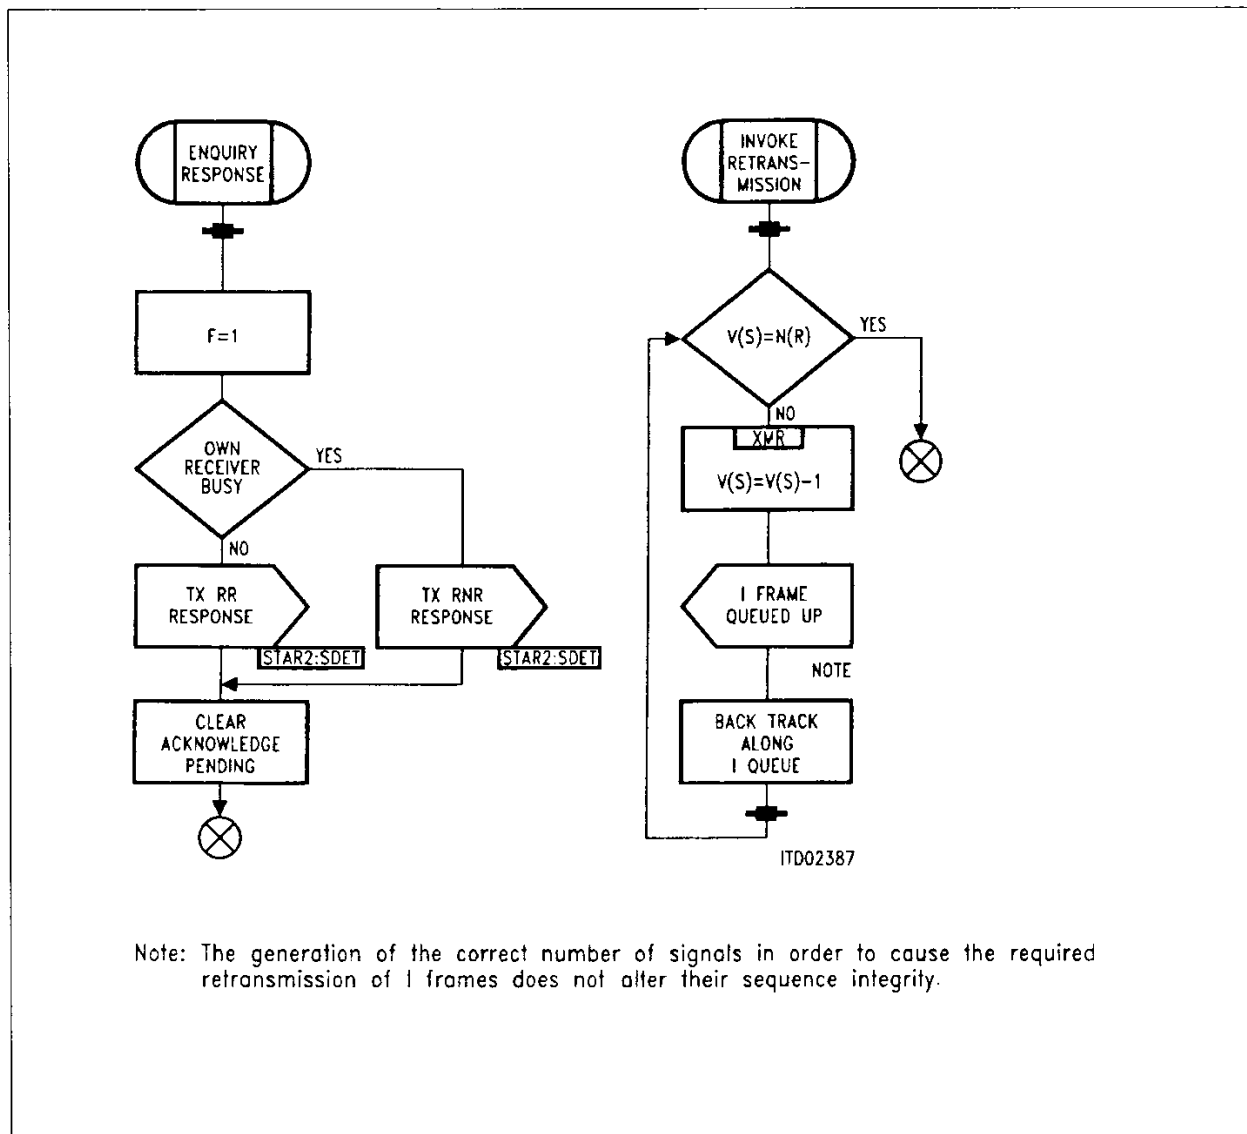 ENQUIRY
RESPONSE
F=1
OWN
RECEIVER
BUSY
YES
NO
TX RR
RESPONSE
STAR2:SDET
TX RNR
RESPONSE
STAR2:SDET
CLEAR
ACKNOWLEDGE
PENDING
INVOKE
RETRANS-
MISSION
V(S)=N(R)
YES
NO
XMR
V(S)=V(S)-1
I FRAME
QUEUED UP
NOTE
BACK TRACK
ALONG
I QUEUE
ITD02387
Note: The generation of the correct number of signals in order to cause the required
retransmission of I frames does not alter their sequence integrity.